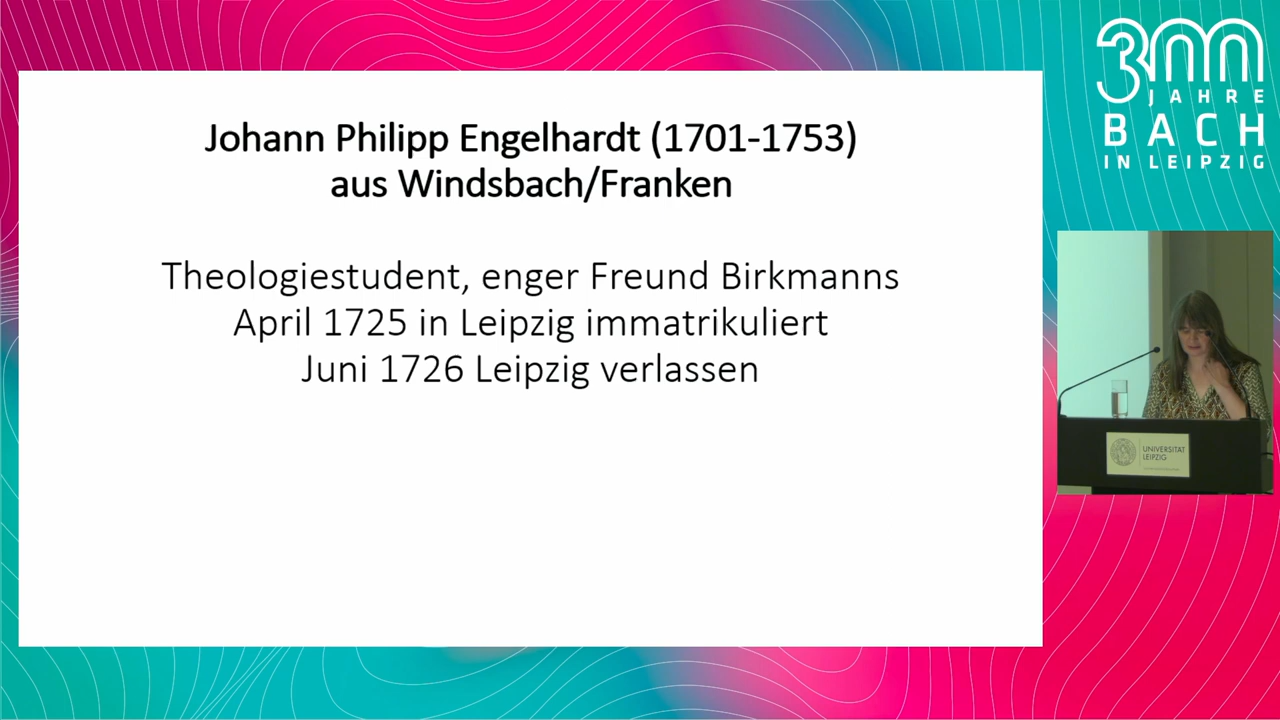 Johann Philipp Engelhardt (1701-1753)
aus Windsbach/Franken
Theologiestudent, enger Freund Birkmanns
April 1725 in Leipzig immatrikuliert
Juni 1726 Leipzig verlassen
300
JAHRE
BACH
IN LEIPZIG
UNIVERSITÄT
LEIPZIG